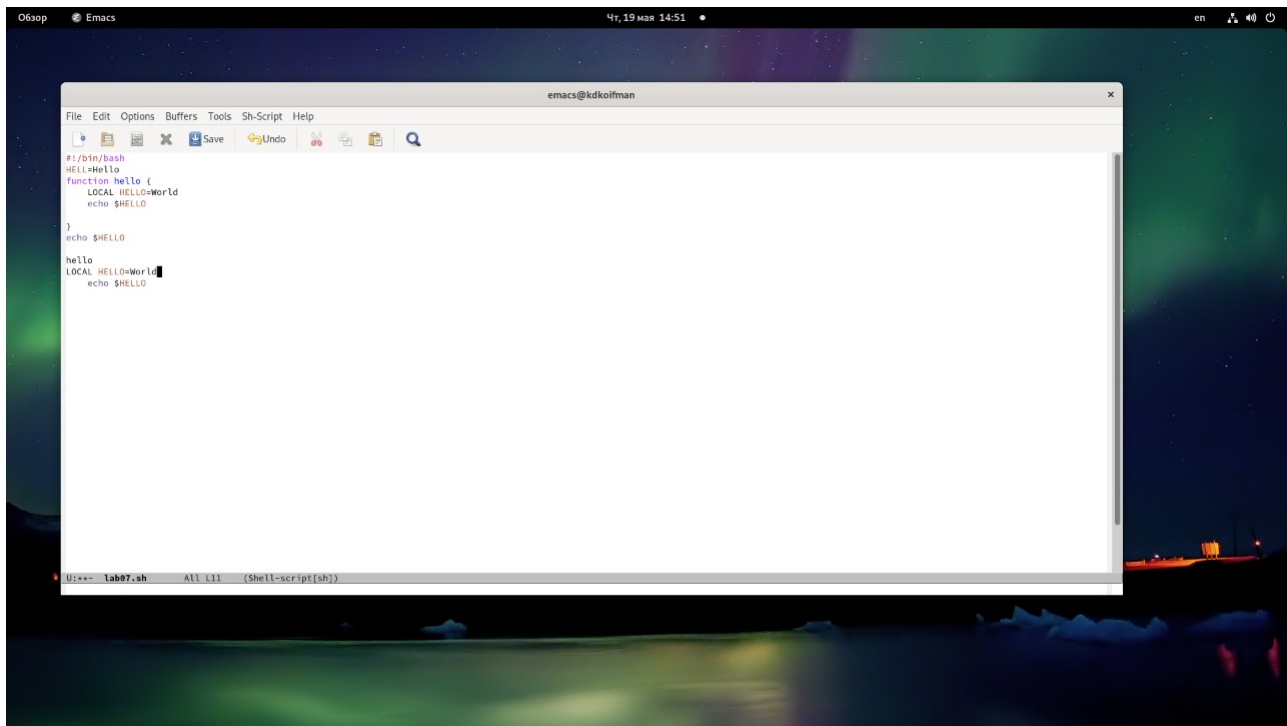 Обзор Emacs Чт, 19 мая 14:51 en
emacs@kdkoifman
File Edit Options Buffers Tools Sh-Script Help
Save Undo
#!/bin/bash
HELL=Hello
function hello {
    LOCAL HELLO=World
    echo $HELLO
}
echo $HELLO
hello
LOCAL HELLO=World
    echo $HELLO
U:**- lab07.sh All L11 (Shell-script[sh])